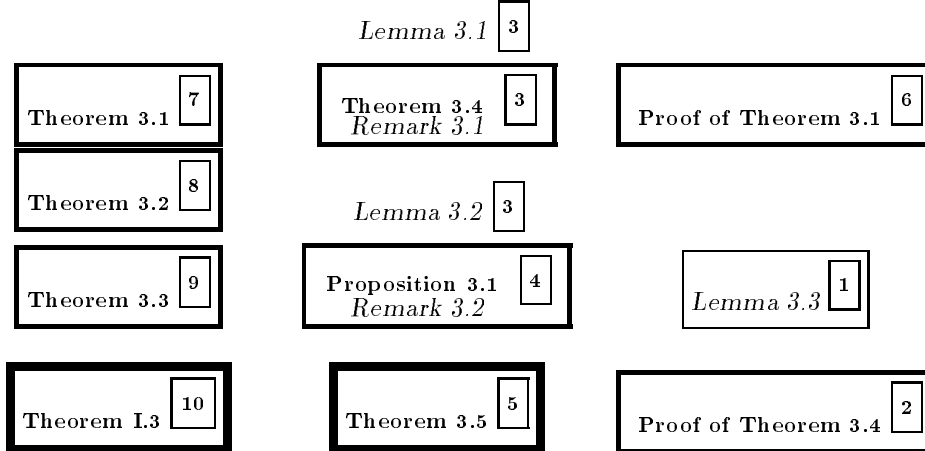 Lemma 3.1 3
Theorem 3.1 7
Theorem 3.4 3
Remark 3.1
Proof of Theorem 3.1 6
Theorem 3.2 8
Lemma 3.2 3
Theorem 3.3 9
Proposition 3.1 4
Remark 3.2
Lemma 3.3 1
Theorem I.3 10
Theorem 3.5 5
Proof of Theorem 3.4 2